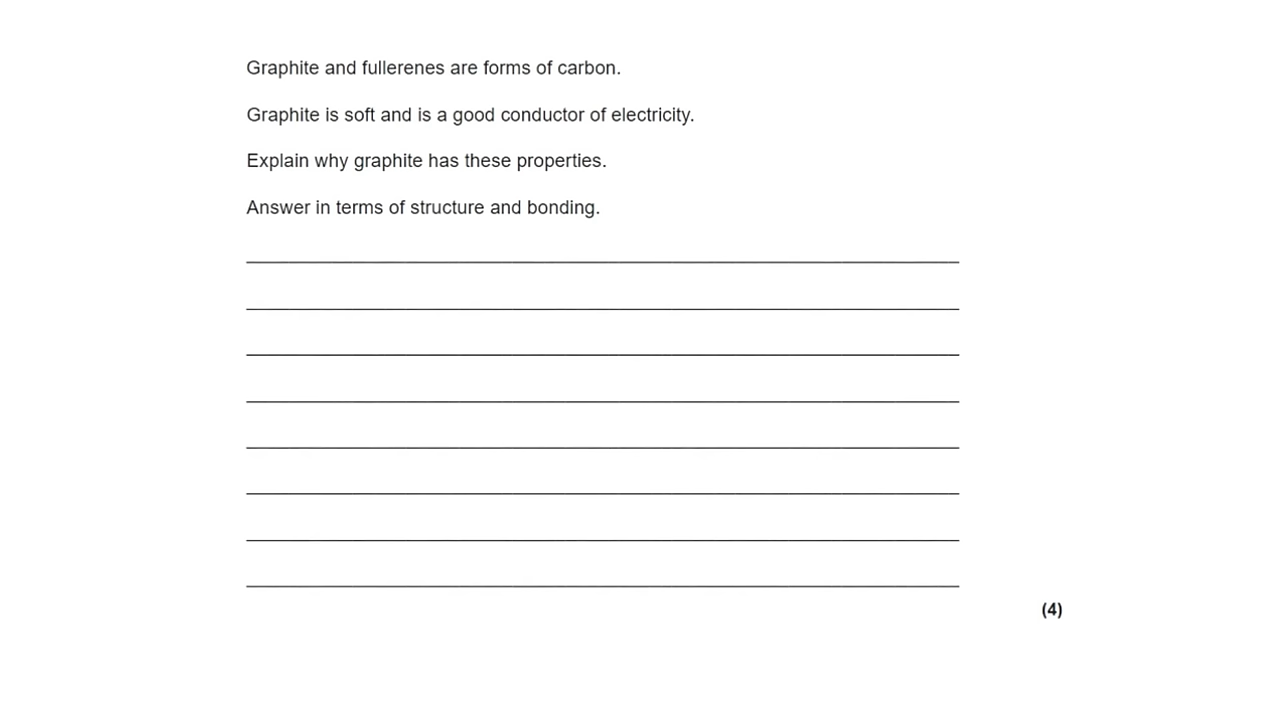 Graphite and fullerenes are forms of carbon.
Graphite is soft and is a good conductor of electricity.
Explain why graphite has these properties.
Answer in terms of structure and bonding.
(4)